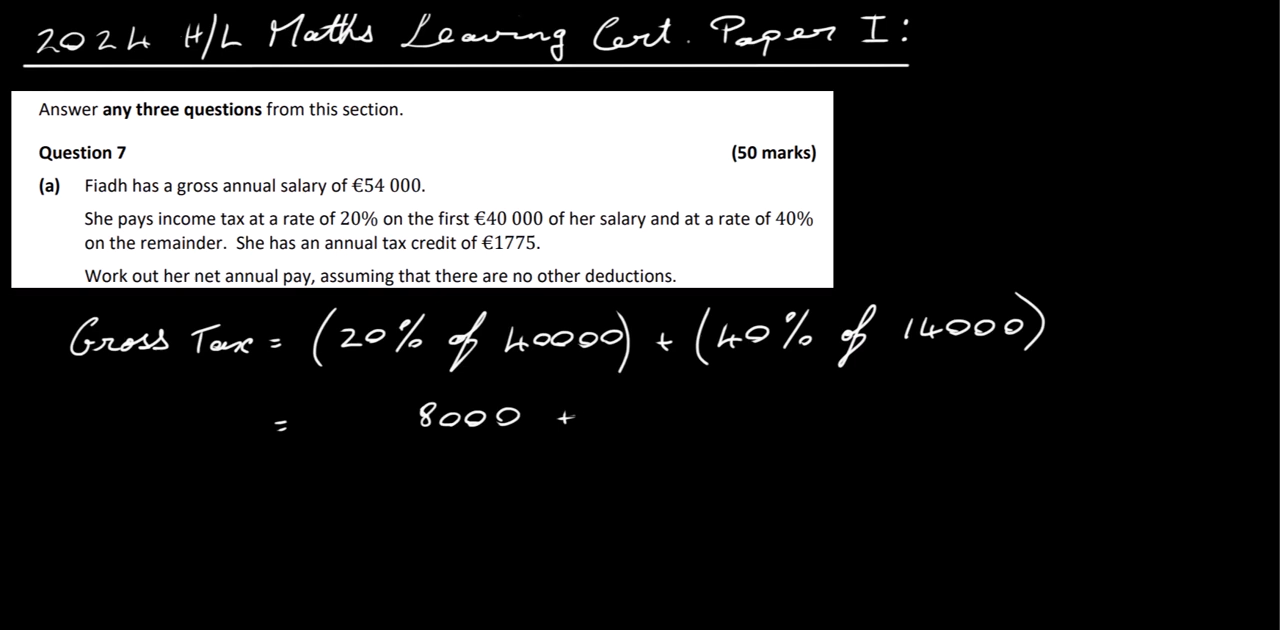 2024 H/L Maths Leaving Cert. Paper I:
Answer any three questions from this section.
Question 7 (50 marks)
(a) Fiadh has a gross annual salary of €54 000.
She pays income tax at a rate of 20% on the first €40 000 of her salary and at a rate of 40%
on the remainder. She has an annual tax credit of €1775.
Work out her net annual pay, assuming that there are no other deductions.
Gross Tax = (20% of 40000) + (40% of 14000)
= 8000 +